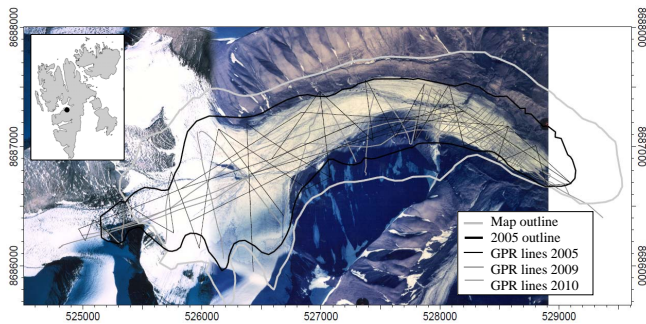 8688000
8688000
8687000
8687000
8686000
8686000
Map outline
2005 outline
GPR lines 2005
GPR lines 2009
GPR lines 2010
525000
526000
527000
528000
529000